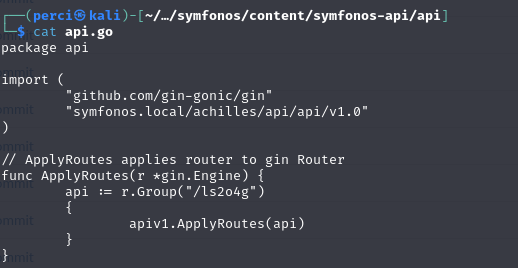 ┌──(perci㉿kali)-[~/…/symfonos/content/symfonos-api/api]
└─$ cat api.go
package api

import (
        "github.com/gin-gonic/gin"
        "symfonos.local/achilles/api/api/v1.0"
)

// ApplyRoutes applies router to gin Router
func ApplyRoutes(r *gin.Engine) {
        api := r.Group("/ls2o4g")
        {
                apiv1.ApplyRoutes(api)
        }
}